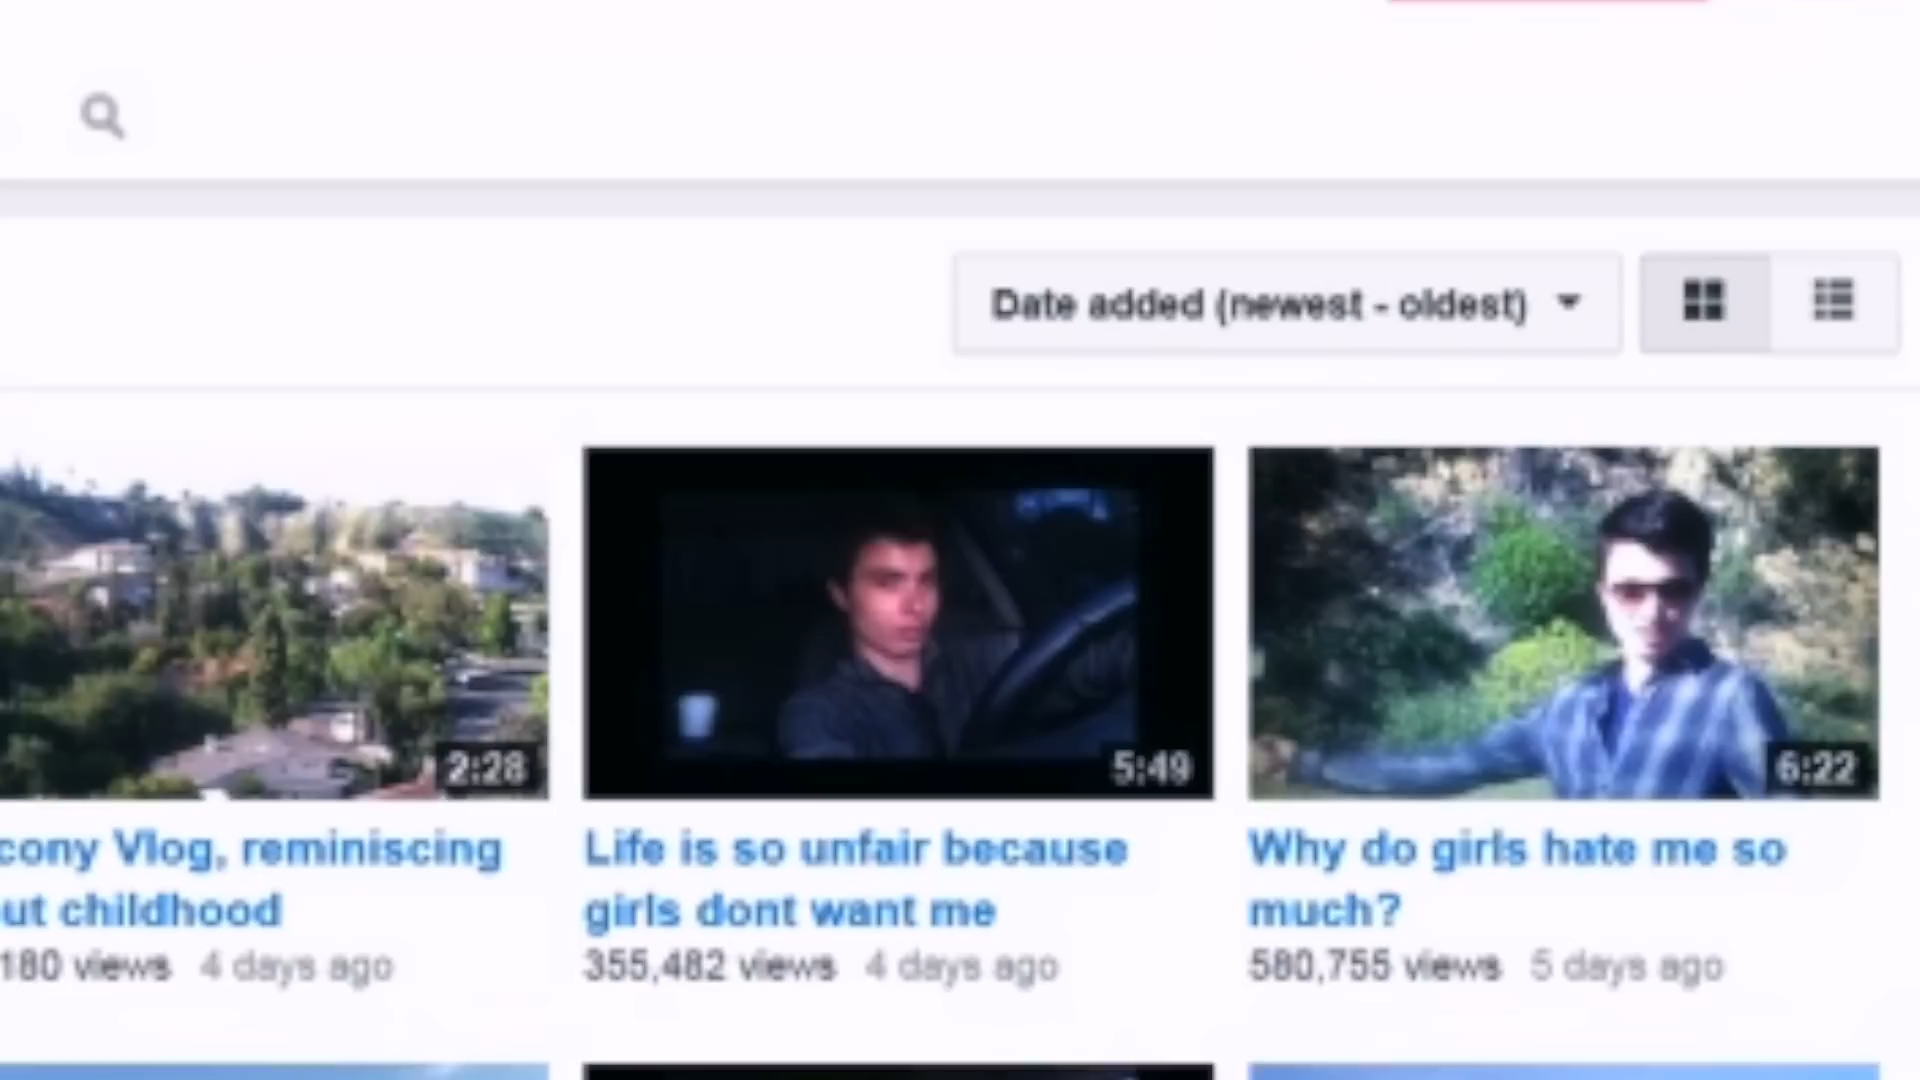 Date added (newest - oldest)
2:28
5:49
6:22
cony Vlog, reminiscing
ut childhood
180 views 4 days ago
Life is so unfair because
girls dont want me
355,482 views 4 days ago
Why do girls hate me so
much?
580,755 views 5 days ago